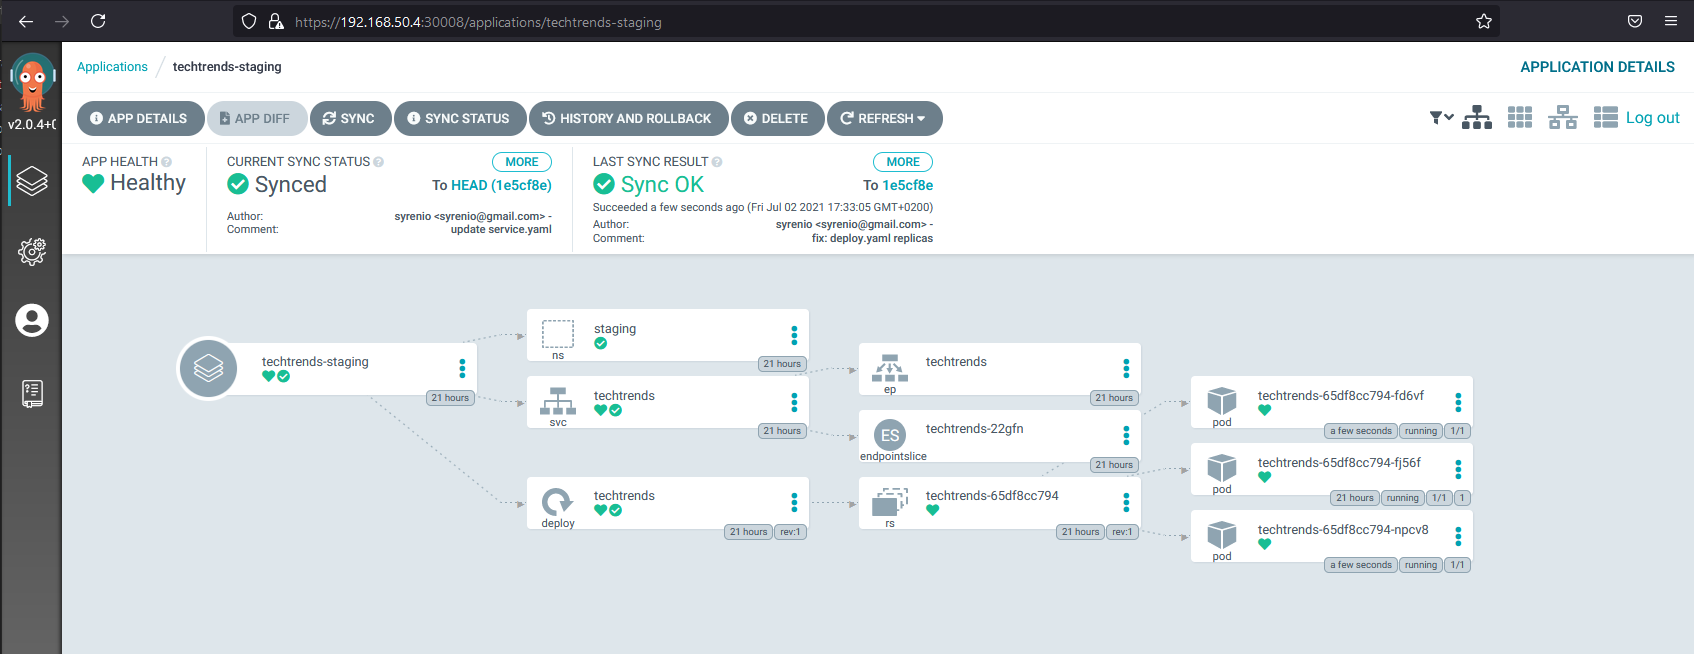 https://192.168.50.4:30008/applications/techtrends-staging
v2.0.4+0
Applications / techtrends-staging
APPLICATION DETAILS
APP DETAILS
APP DIFF
SYNC
SYNC STATUS
HISTORY AND ROLLBACK
DELETE
REFRESH
Log out
APP HEALTH
Healthy
CURRENT SYNC STATUS
MORE
Synced
To HEAD (1e5cf8e)
Author: syrenio <syrenio@gmail.com> -
Comment: update service.yaml
LAST SYNC RESULT
MORE
Sync OK
To 1e5cf8e
Succeeded a few seconds ago (Fri Jul 02 2021 17:33:05 GMT+0200)
Author: syrenio <syrenio@gmail.com> -
Comment: fix: deploy.yaml replicas
techtrends-staging
21 hours
staging
ns
21 hours
techtrends
svc
21 hours
techtrends
deploy
21 hours rev:1
techtrends
ep
21 hours
ES
techtrends-22gfn
endpointslice
21 hours
techtrends-65df8cc794
rs
21 hours rev:1
techtrends-65df8cc794-fd6vf
pod
a few seconds running 1/1
techtrends-65df8cc794-fj56f
pod
21 hours running 1/1 1
techtrends-65df8cc794-npcv8
pod
a few seconds running 1/1